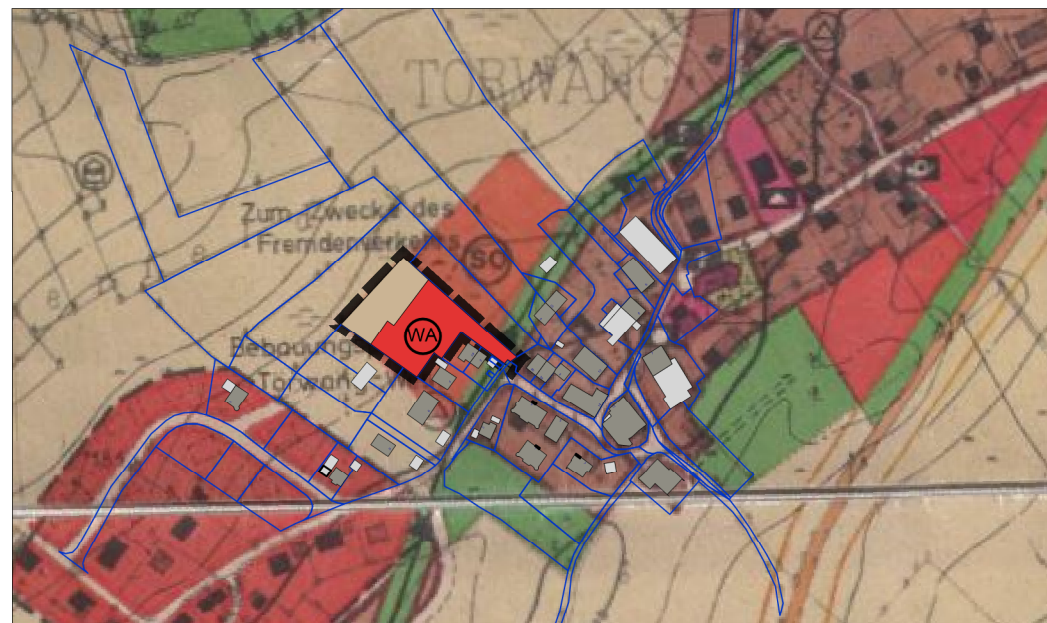 TORWANG
Zum Zwecke des
Fremdenverkehrs
SO
WA
Bebauung
Torwang